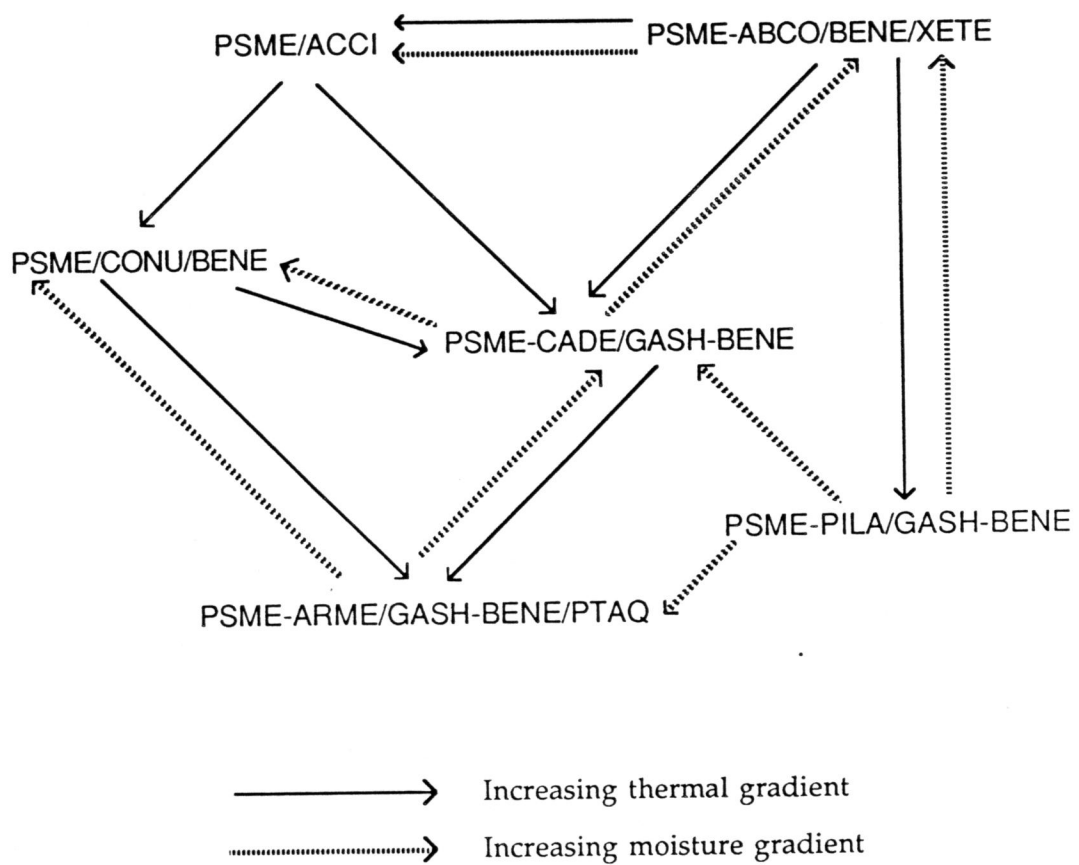 PSME/ACCI
PSME-ABCO/BENE/XETE
PSME/CONU/BENE
PSME-CADE/GASH-BENE
PSME-PILA/GASH-BENE
PSME-ARME/GASH-BENE/PTAQ
Increasing thermal gradient
Increasing moisture gradient